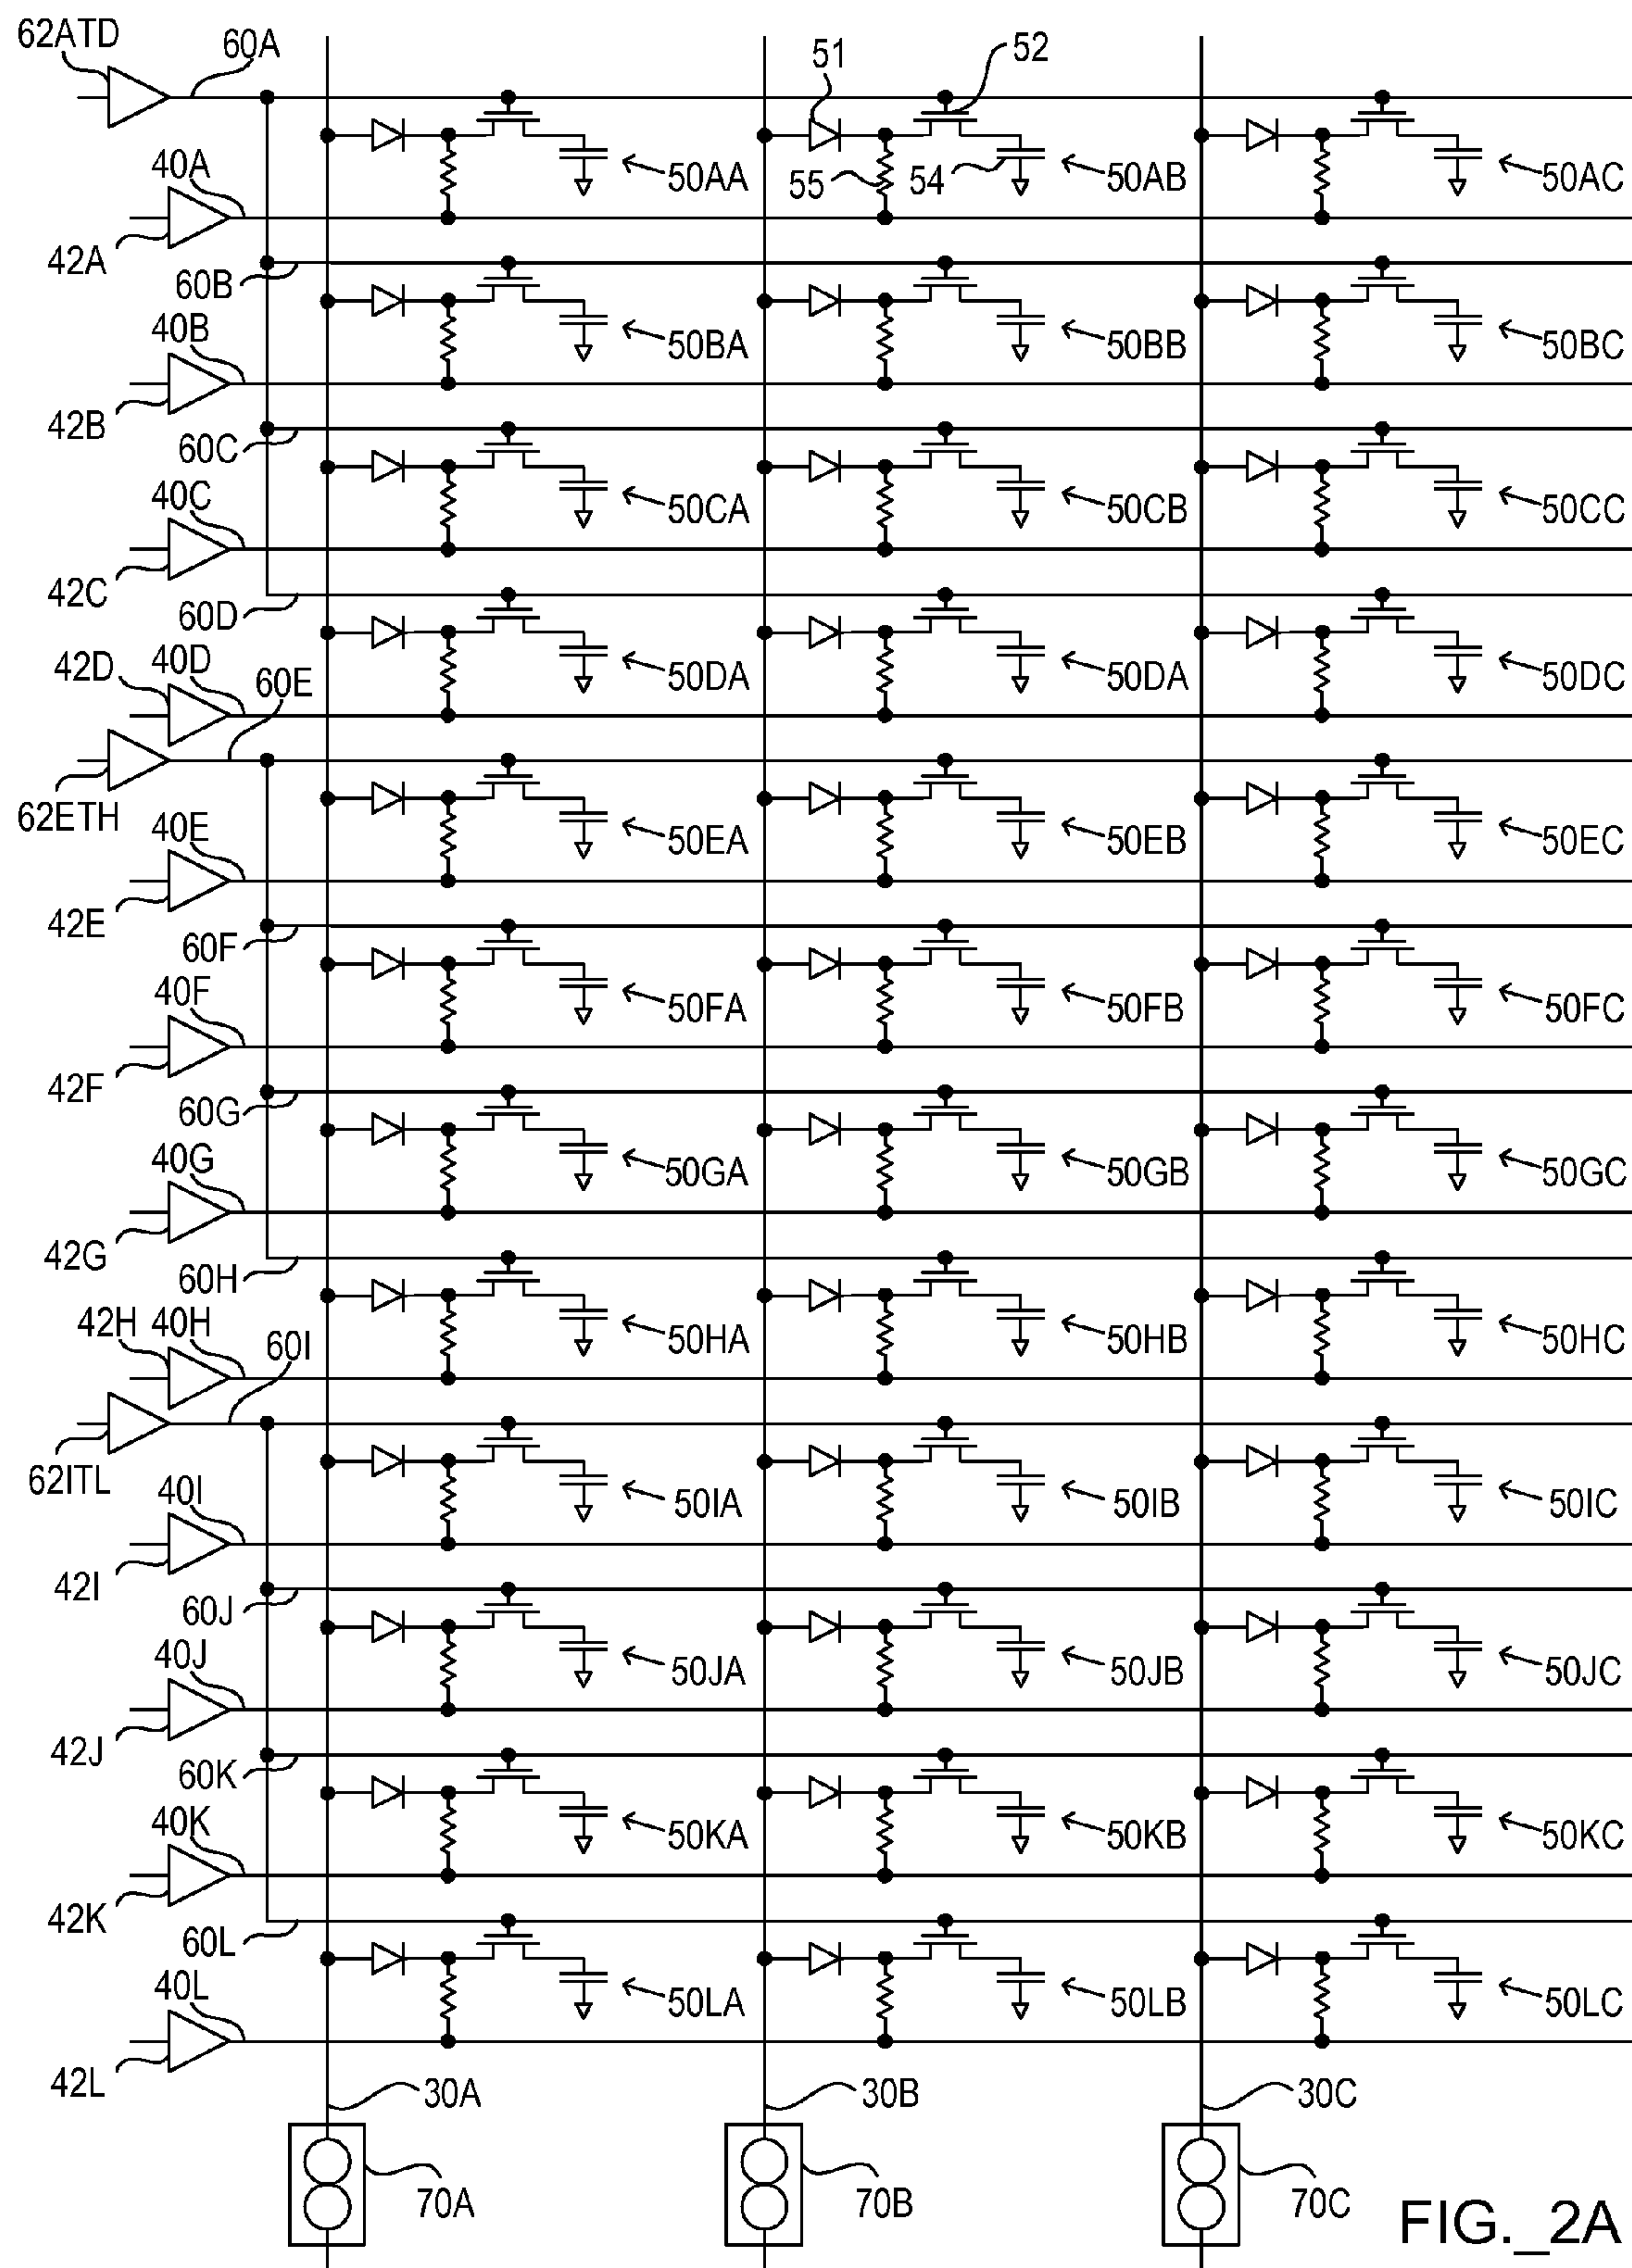 62ATD 60A 51 52
40A 50AA 55 54 50AB 50AC
42A
60B
40B 50BA 50BB 50BC
42B
60C
40C 50CA 50CB 50CC
42C
60D
42D 40D 60E 50DA 50DA 50DC
62ETH 40E 50EA 50EB 50EC
42E
60F
40F 50FA 50FB 50FC
42F
60G
40G 50GA 50GB 50GC
42G
60H
42H 40H 60I 50HA 50HB 50HC
62ITL 40I 50IA 50IB 50IC
42I
60J
40J 50JA 50JB 50JC
42J
60K
40K 50KA 50KB 50KC
42K
60L
40L 50LA 50LB 50LC
42L
30A 30B 30C
70A 70B 70C
FIG._2A